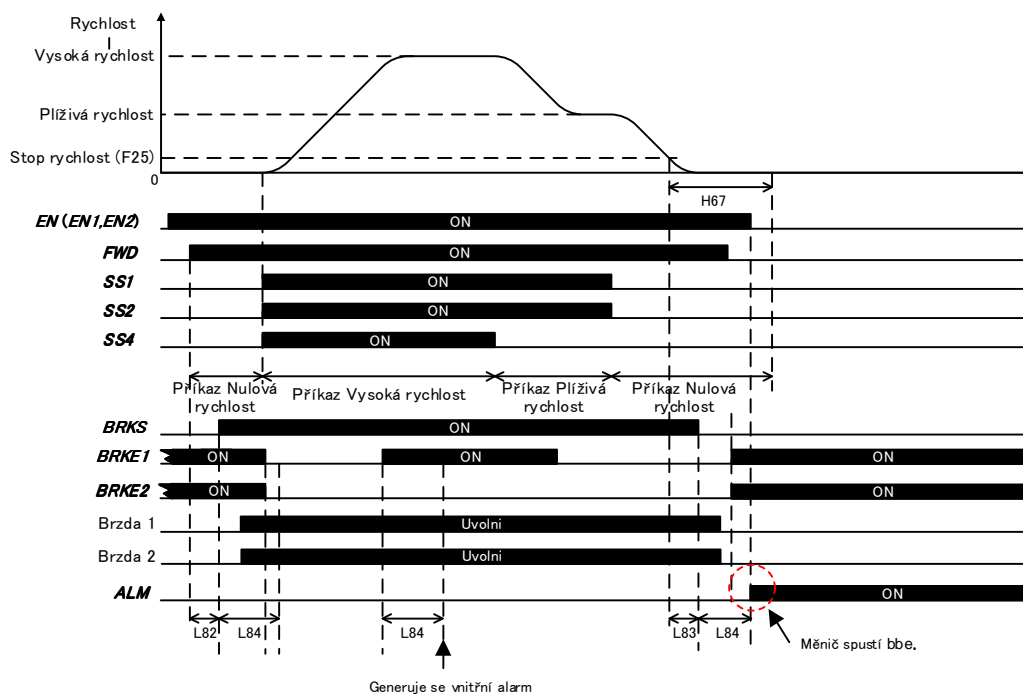 Rychlost
Vysoká rychlost
Plíživá rychlost
Stop rychlost (F25)
0
H67
EN (EN1,EN2)
ON
FWD
ON
SS1
ON
SS2
ON
SS4
ON
Příkaz Nulová
rychlost
Příkaz Vysoká rychlost
Příkaz Plíživá
rychlost
Příkaz Nulová
rychlost
BRKS
ON
BRKE1
ON
ON
ON
BRKE2
ON
ON
Brzda 1
Uvolni
Brzda 2
Uvolni
ALM
ON
L82
L84
L84
L83
L84
Měnič spustí bbe.
Generuje se vnitřní alarm